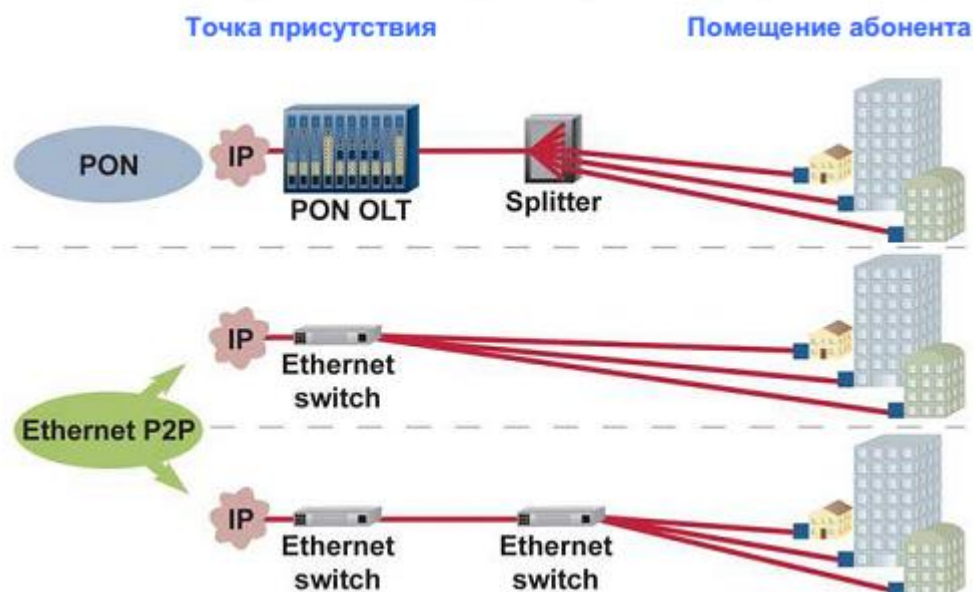 Точка присутствия
Помещение абонента
PON
IP
PON OLT
Splitter
IP
Ethernet
switch
Ethernet P2P
IP
Ethernet
switch
Ethernet
switch